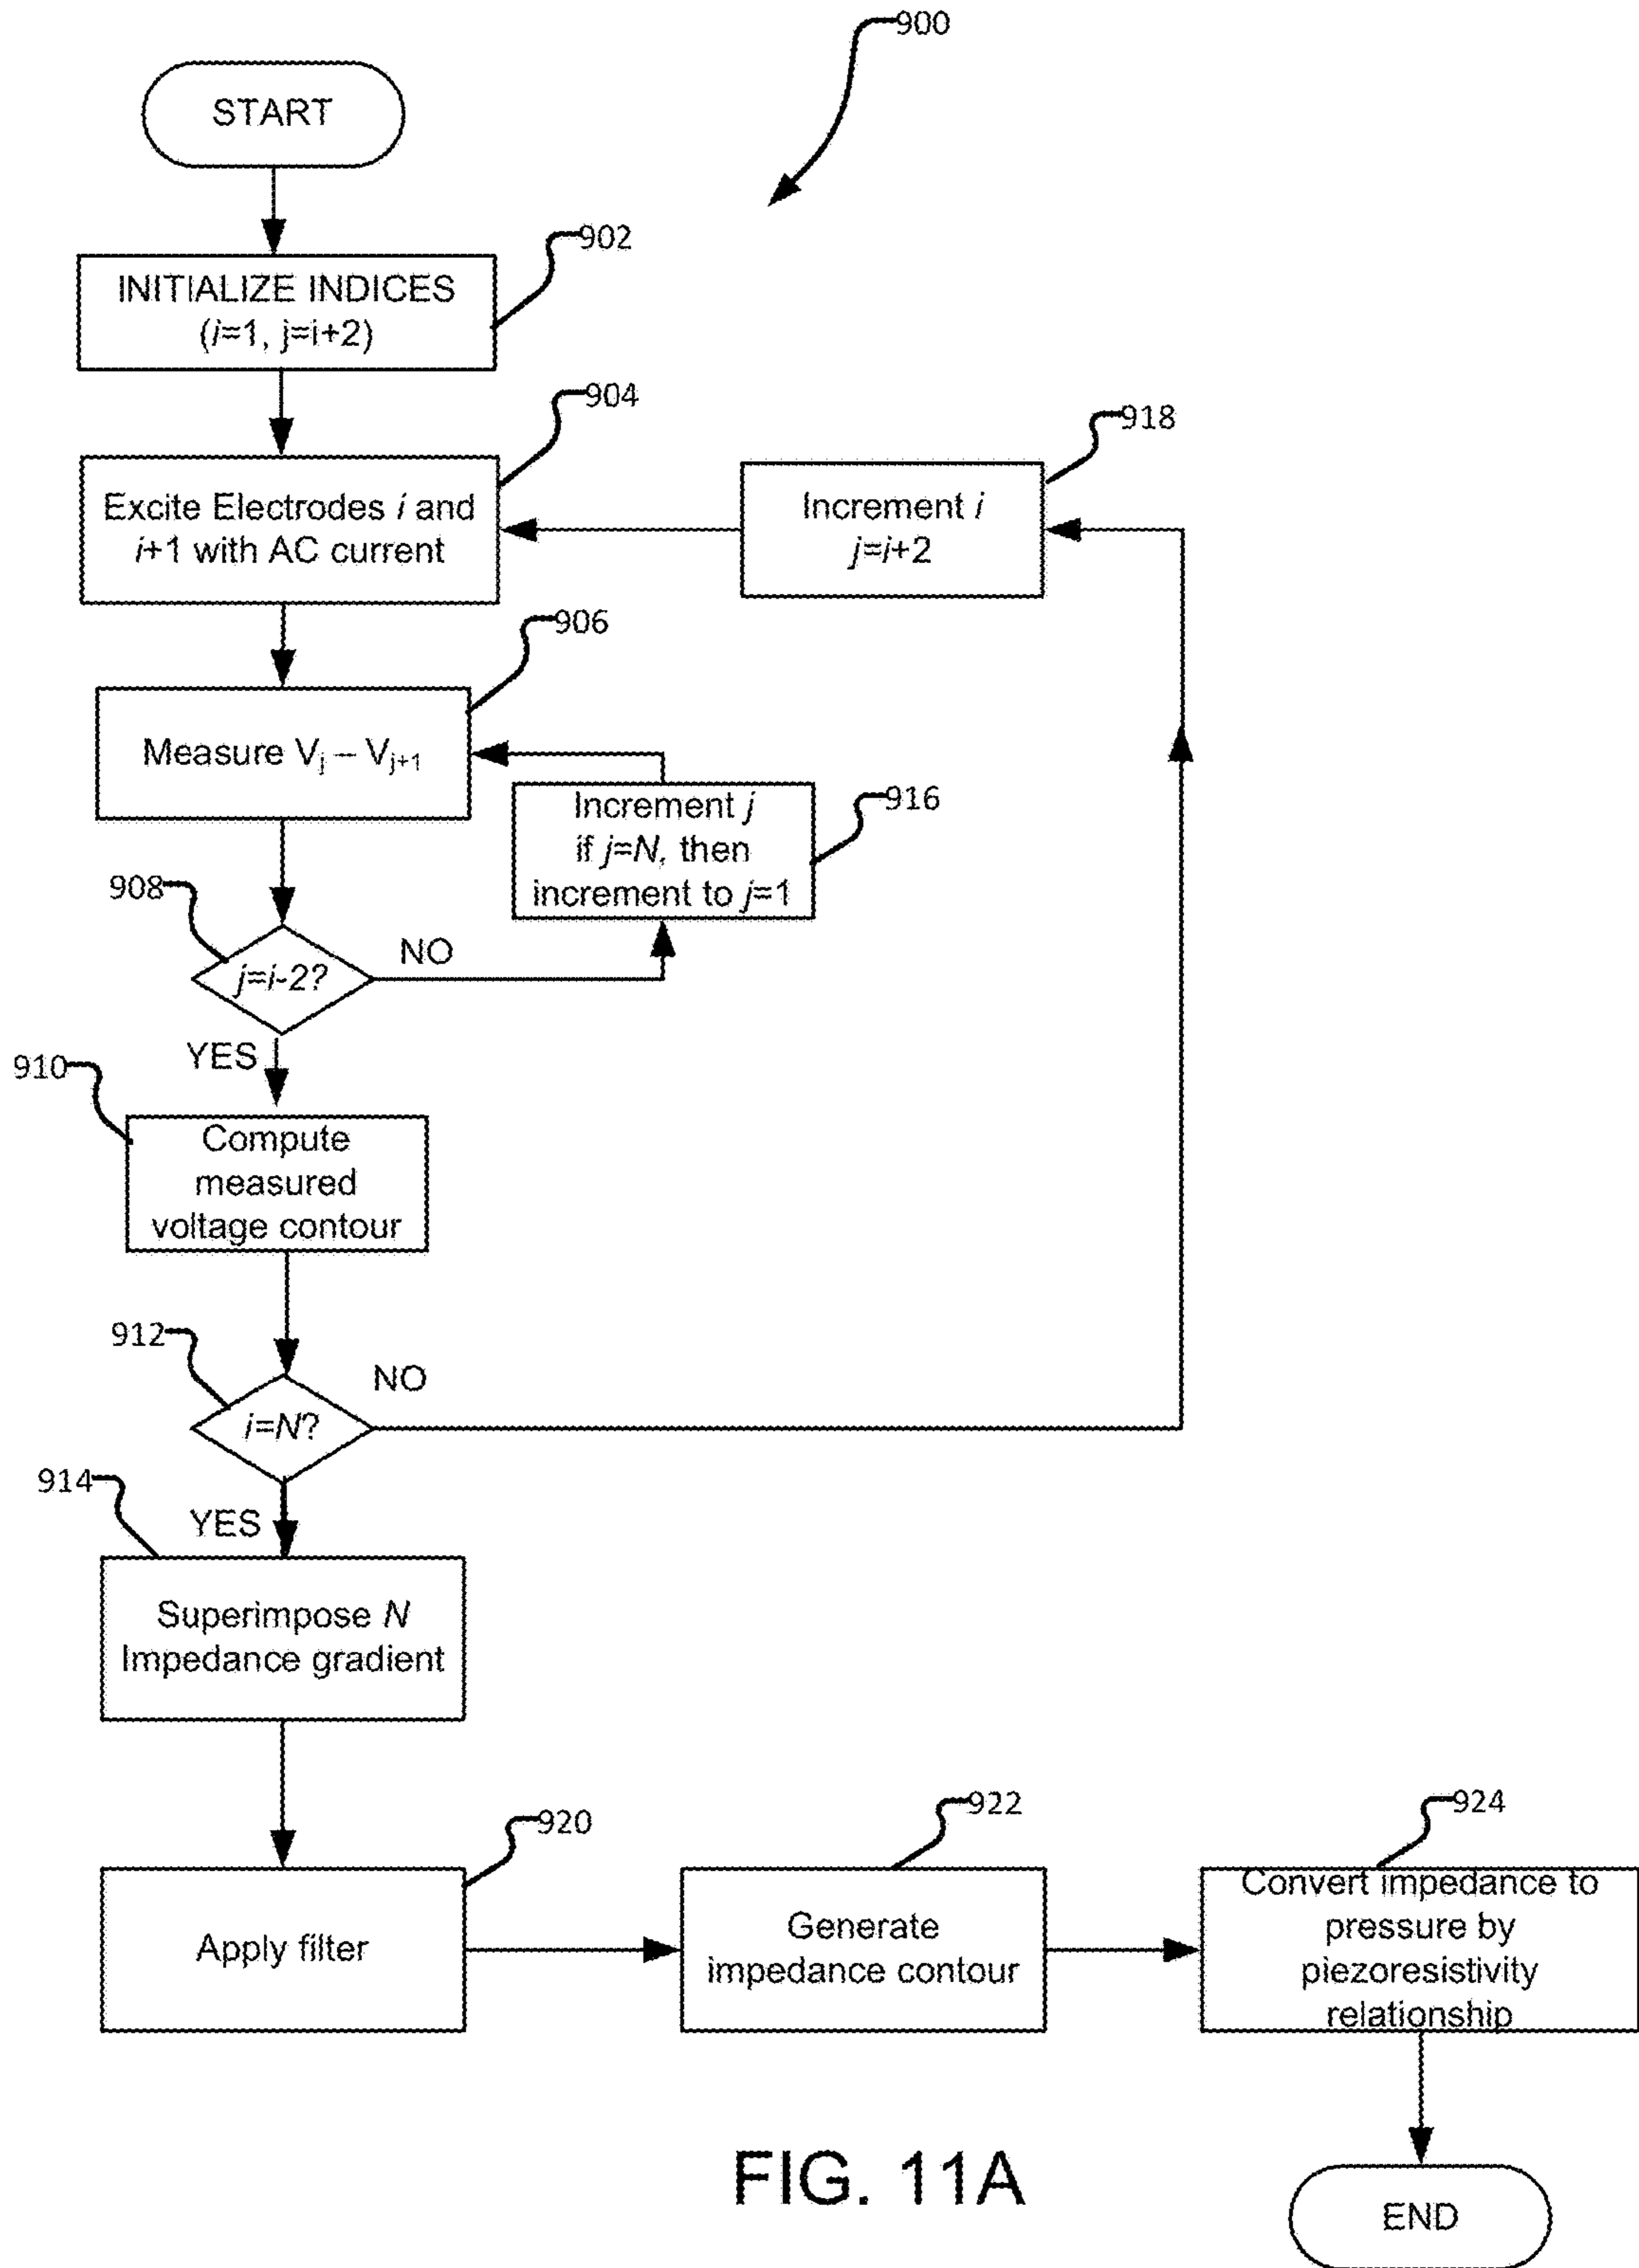 900
START
902
INITIALIZE INDICES
(i=1, j=i+2)
904
Excite Electrodes i and
i+1 with AC current
918
Increment i
j=i+2
906
Measure Vj – Vj+1
916
Increment j
if j=N, then
increment to j=1
908
j=i-2?
NO
YES
910
Compute
measured
voltage contour
912
i=N?
NO
YES
914
Superimpose N
Impedance gradient
920
Apply filter
922
Generate
impedance contour
924
Convert impedance to
pressure by
piezoresistivity
relationship
END
FIG. 11A